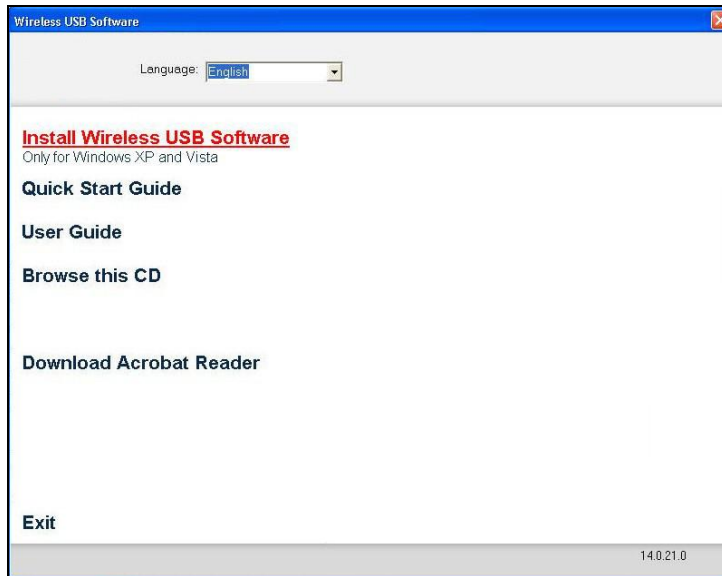 Wireless USB Software
Language: English
Install Wireless USB Software
Only for Windows XP and Vista
Quick Start Guide
User Guide
Browse this CD
Download Acrobat Reader
Exit
14.0.21.0